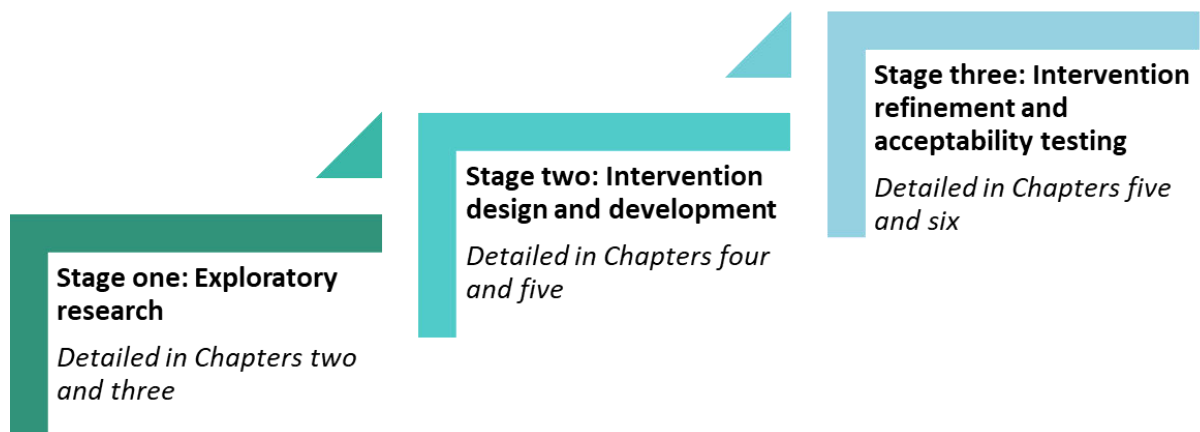 Stage one: Exploratory
research
Detailed in Chapters two
and three
Stage two: Intervention
design and development
Detailed in Chapters four
and five
Stage three: Intervention
refinement and
acceptability testing
Detailed in Chapters five
and six